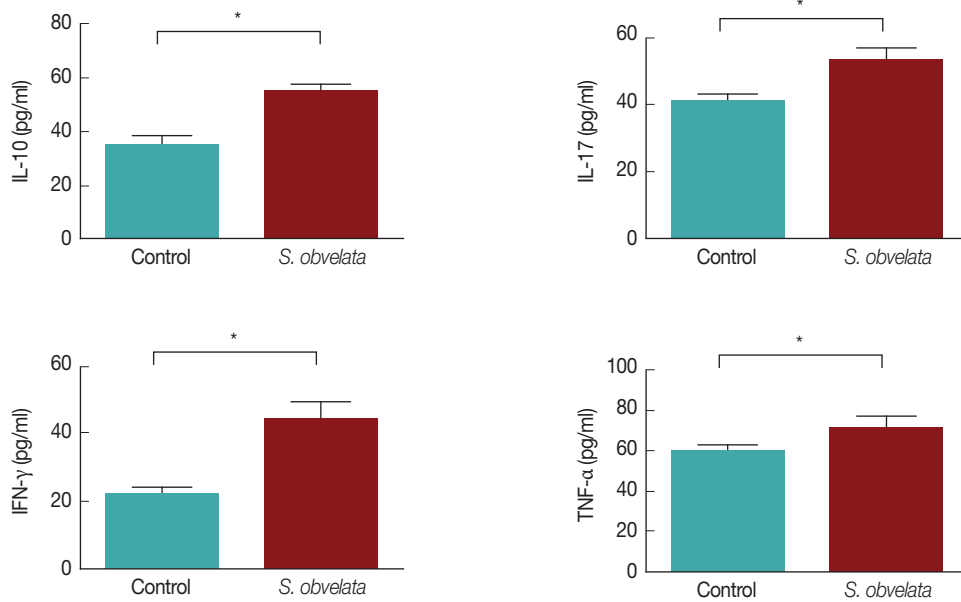 *
80
60
40
20
0
IL-10 (pg/ml)
Control
S. obvelata
*
60
40
20
0
IL-17 (pg/ml)
Control
S. obvelata
*
60
40
20
0
IFN-γ (pg/ml)
Control
S. obvelata
*
100
80
60
40
20
0
TNF-α (pg/ml)
Control
S. obvelata